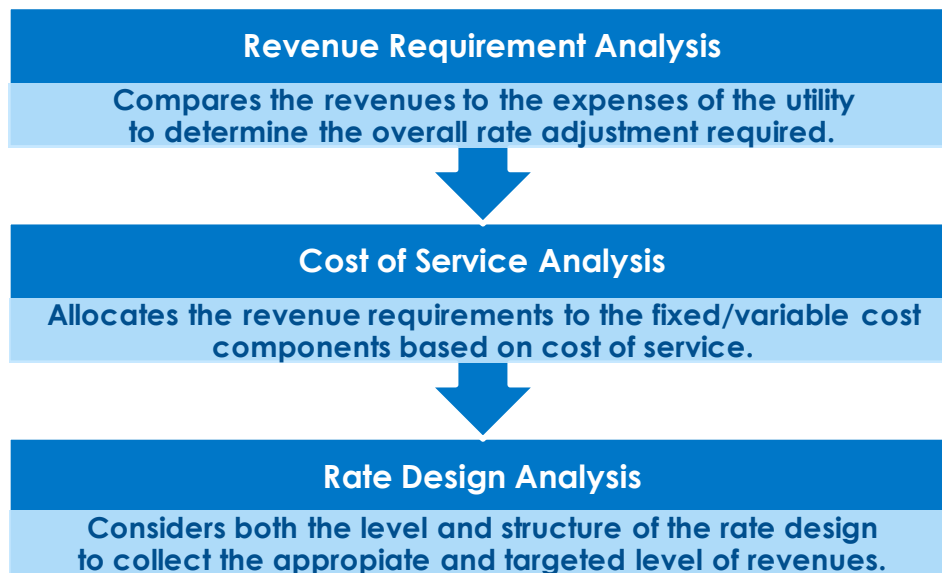 Revenue Requirement Analysis
Compares the revenues to the expenses of the utility
to determine the overall rate adjustment required.
Cost of Service Analysis
Allocates the revenue requirements to the fixed/variable cost
components based on cost of service.
Rate Design Analysis
Considers both the level and structure of the rate design
to collect the appropiate and targeted level of revenues.